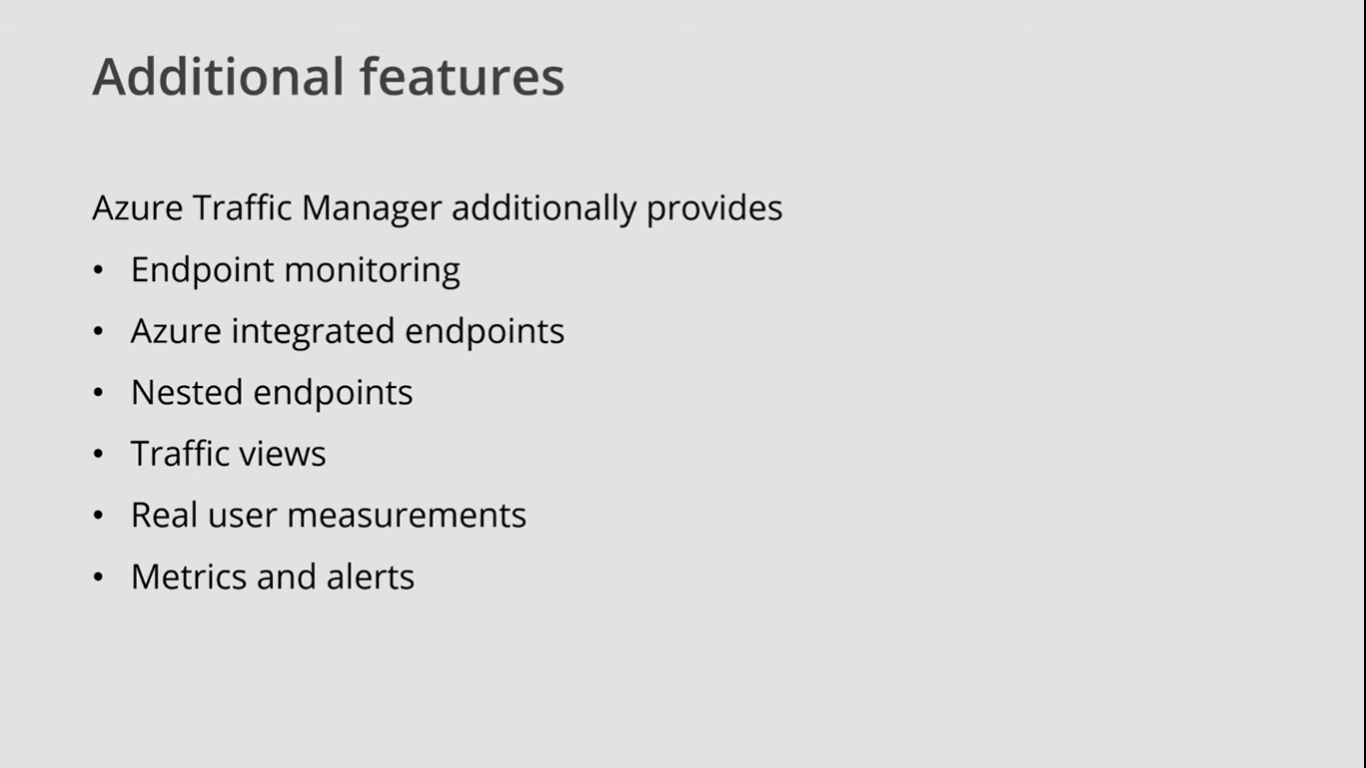 Additional features
Azure Traffic Manager additionally provides
• Endpoint monitoring
• Azure integrated endpoints
• Nested endpoints
• Traffic views
• Real user measurements
• Metrics and alerts